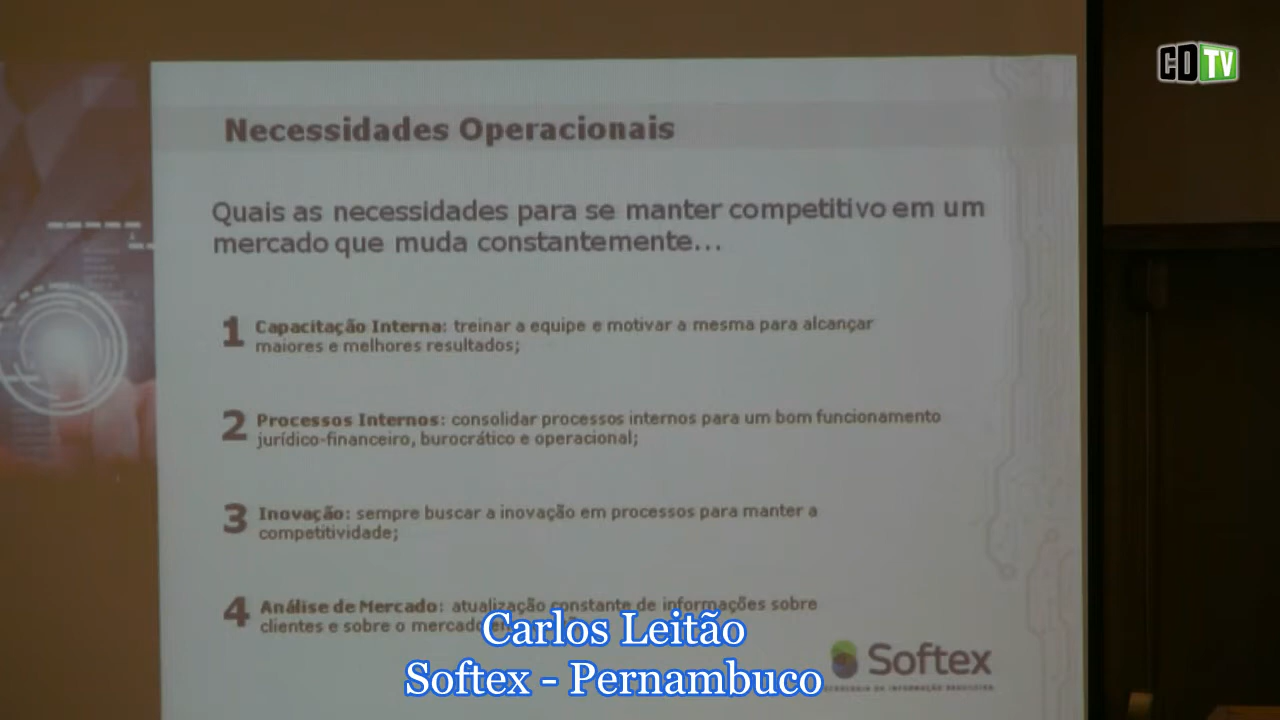 CDTV
Necessidades Operacionais
Quais as necessidades para se manter competitivo em um
mercado que muda constantemente...
1 Capacitação Interna: treinar a equipe e motivar a mesma para alcançar
maiores e melhores resultados;
2 Processos Internos: consolidar processos internos para um bom funcionamento
jurídico-financeiro, burocrático e operacional;
3 Inovação: sempre buscar a inovação em processos para manter a
competitividade;
4 Análise de Mercado: atualização constante de informações sobre
clientes e sobre o mercado
Carlos Leitão
Softex - Pernambuco
Softex